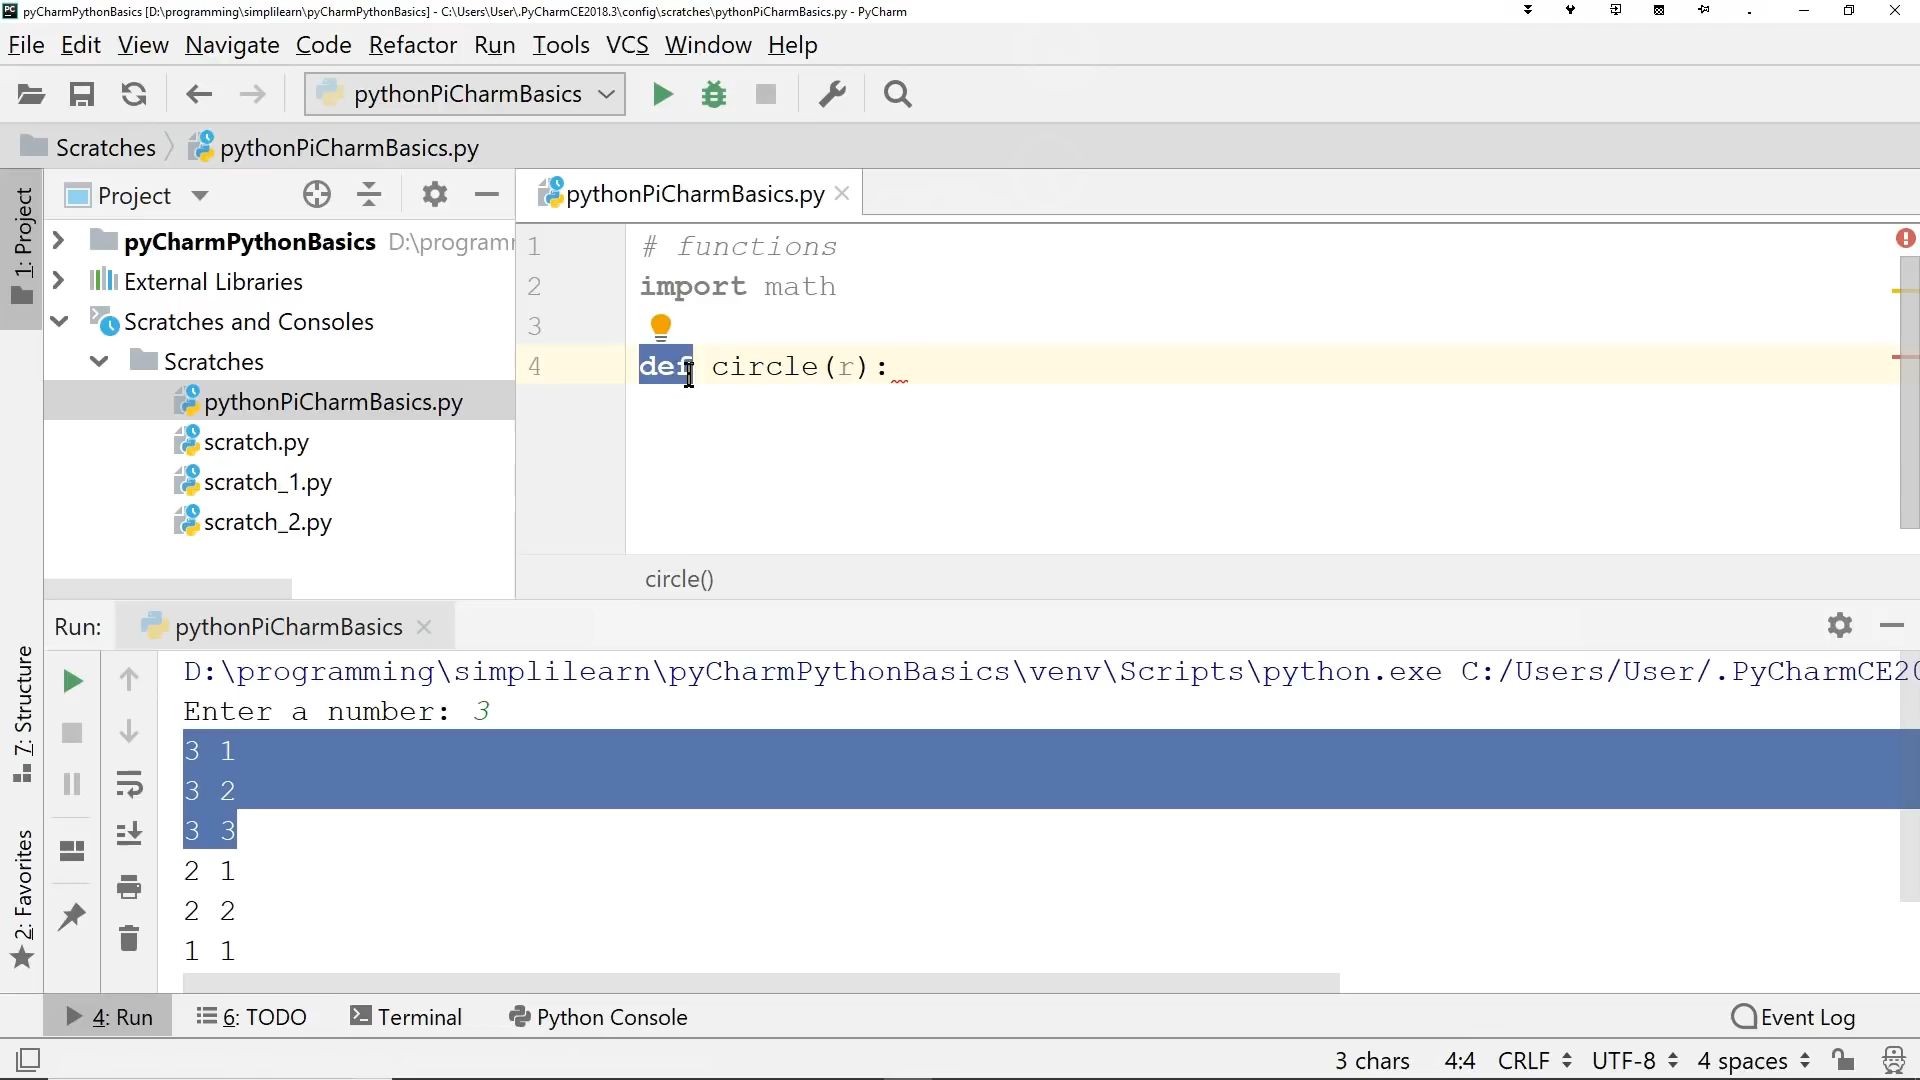 pyCharmPythonBasics [D:\programming\simplilearn\pyCharmPythonBasics] - C:\Users\User\.PyCharmCE2018.3\config\scratches\pythonPiCharmBasics.py - PyCharm
File Edit View Navigate Code Refactor Run Tools VCS Window Help
pythonPiCharmBasics
Scratches pythonPiCharmBasics.py
1: Project
Project
pyCharmPythonBasics D:\program
External Libraries
Scratches and Consoles
Scratches
pythonPiCharmBasics.py
scratch.py
scratch_1.py
scratch_2.py
pythonPiCharmBasics.py
1 # functions
2 import math
3
4 def circle(r):
circle()
7: Structure
2: Favorites
Run: pythonPiCharmBasics
D:\programming\simplilearn\pyCharmPythonBasics\venv\Scripts\python.exe C:/Users/User/.PyCharmCE20
Enter a number: 3
3 1
3 2
3 3
2 1
2 2
1 1
4: Run 6: TODO Terminal Python Console Event Log
3 chars 4:4 CRLF UTF-8 4 spaces